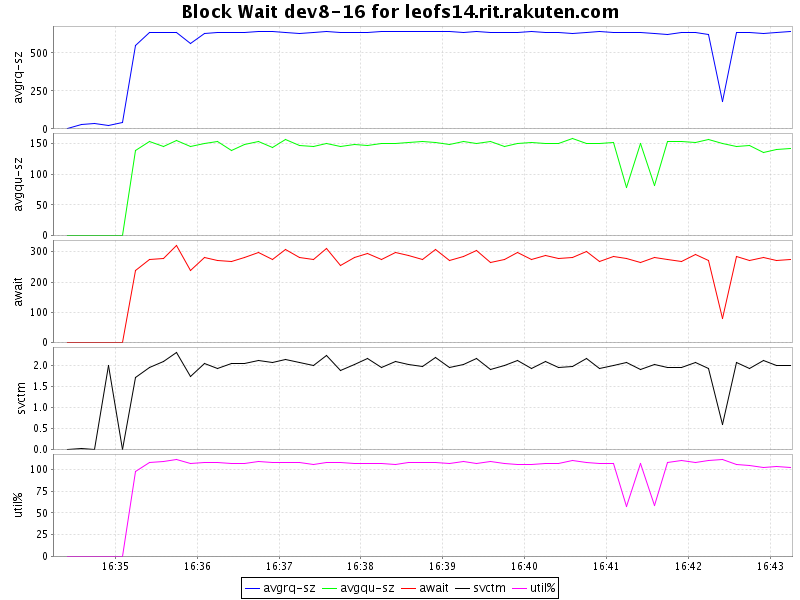 Block Wait dev8-16 for leofs14.rit.rakuten.com
avgrq-sz
500
250
0
avgqu-sz
150
100
50
0
await
300
200
100
0
svctm
2.0
1.5
1.0
0.5
0.0
util%
100
75
50
25
0
16:35 16:36 16:37 16:38 16:39 16:40 16:41 16:42 16:43
avgrq-sz avgqu-sz await svctm util%